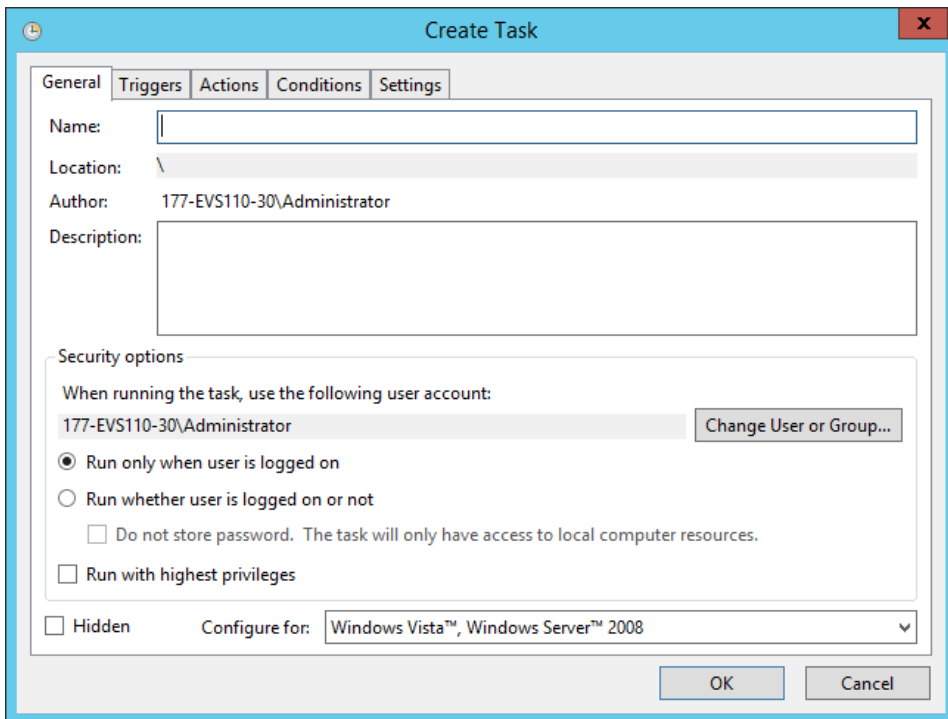 Create Task
x
General Triggers Actions Conditions Settings
Name:
Location: \
Author: 177-EVS110-30\Administrator
Description:
Security options
When running the task, use the following user account:
177-EVS110-30\Administrator Change User or Group...
Run only when user is logged on
Run whether user is logged on or not
Do not store password. The task will only have access to local computer resources.
Run with highest privileges
Hidden Configure for: Windows Vista™, Windows Server™ 2008
OK Cancel